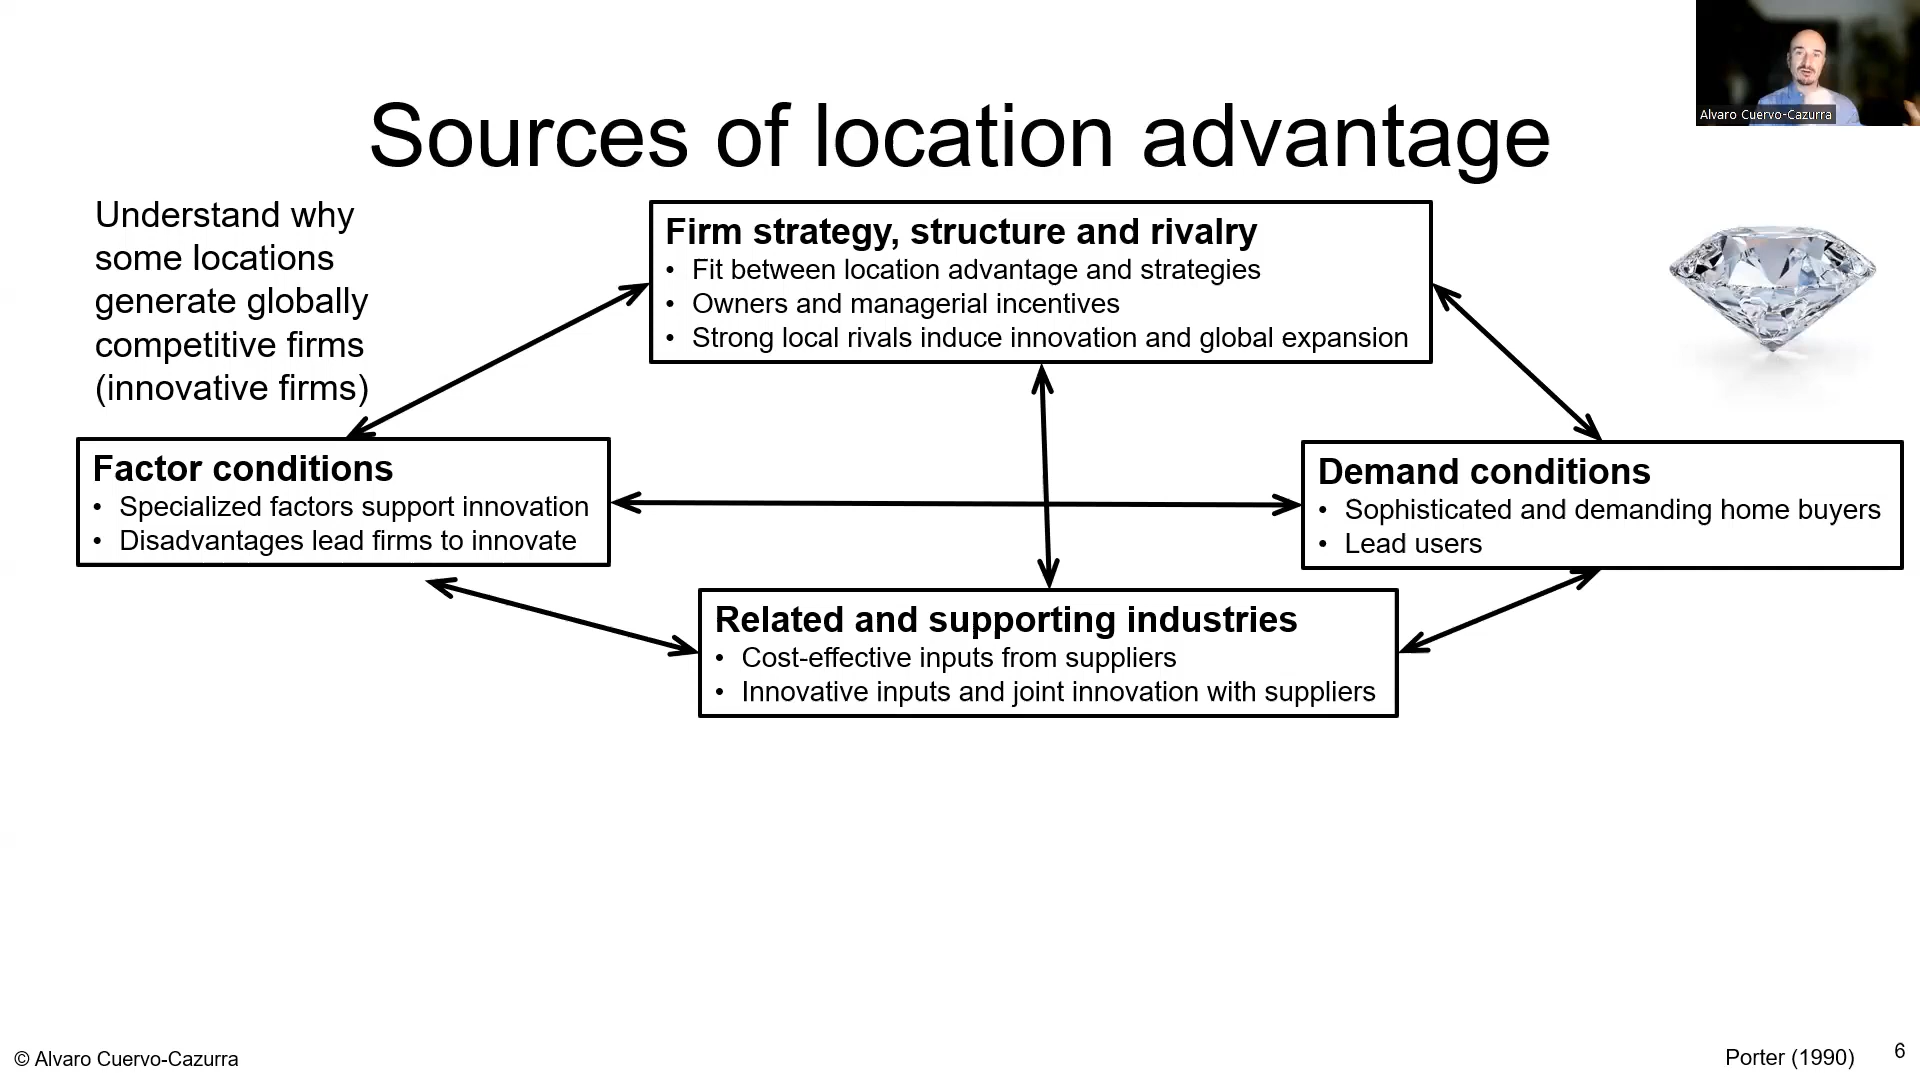 Alvaro Cuervo-Cazurra
Sources of location advantage
Understand why
some locations
generate globally
competitive firms
(innovative firms)
Firm strategy, structure and rivalry
• Fit between location advantage and strategies
• Owners and managerial incentives
• Strong local rivals induce innovation and global expansion
Factor conditions
• Specialized factors support innovation
• Disadvantages lead firms to innovate
Demand conditions
• Sophisticated and demanding home buyers
• Lead users
Related and supporting industries
• Cost-effective inputs from suppliers
• Innovative inputs and joint innovation with suppliers
© Alvaro Cuervo-Cazurra
Porter (1990)
6